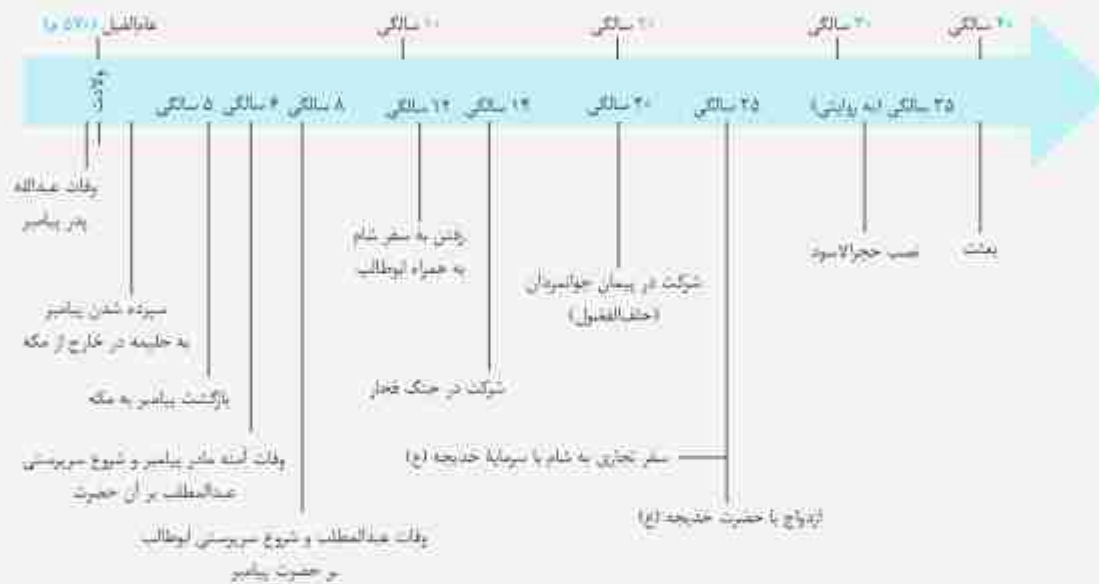 عام‌الفیل (۵۷۰ م)
۱۰ سالگی
۲۰ سالگی
۳۰ سالگی
۴۰ سالگی
ولادت
۵ سالگی
۶ سالگی
۸ سالگی
۱۲ سالگی
۱۴ سالگی
۲۰ سالگی
۲۵ سالگی
۳۵ سالگی (به روایتی)
وفات عبدالله
پدر پیامبر
سپرده شدن پیامبر
به حلیمه در خارج از مکه
بازگشت پیامبر به مکه
وفات آمنه مادر پیامبر و شروع سرپرستی
عبدالمطلب بر آن حضرت
وفات عبدالمطلب و شروع سرپرستی ابوطالب
بر حضرت پیامبر
رفتن به سفر شام
به همراه ابوطالب
شرکت در جنگ فجار
شرکت در پیمان جوانمردان
(حلف‌الفضول)
سفر تجاری به شام با سرمایهٔ خدیجه (ع)
ازدواج با حضرت خدیجه (ع)
نصب حجرالاسود
بعثت